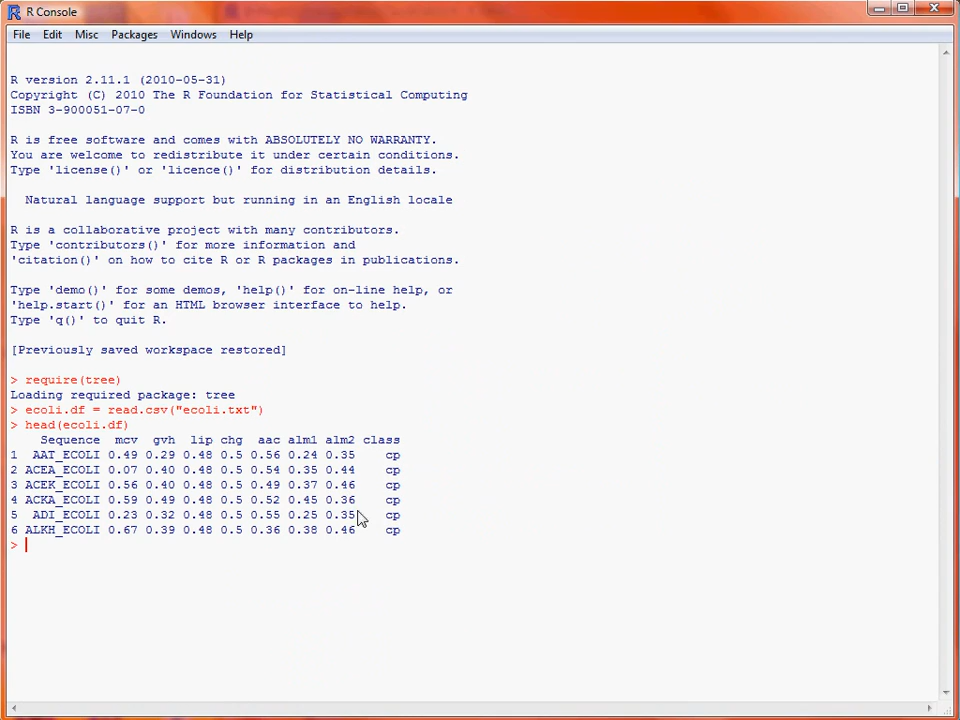 R Console
File Edit Misc Packages Windows Help
R version 2.11.1 (2010-05-31)
Copyright (C) 2010 The R Foundation for Statistical Computing
ISBN 3-900051-07-0
R is free software and comes with ABSOLUTELY NO WARRANTY.
You are welcome to redistribute it under certain conditions.
Type 'license()' or 'licence()' for distribution details.
Natural language support but running in an English locale
R is a collaborative project with many contributors.
Type 'contributors()' for more information and
'citation()' on how to cite R or R packages in publications.
Type 'demo()' for some demos, 'help()' for on-line help, or
'help.start()' for an HTML browser interface to help.
Type 'q()' to quit R.
[Previously saved workspace restored]
> require(tree)
Loading required package: tree
> ecoli.df = read.csv("ecoli.txt")
> head(ecoli.df)
Sequence mcv gvh lip chg aac alm1 alm2 class
1 AAT_ECOLI 0.49 0.29 0.48 0.5 0.56 0.24 0.35 cp
2 ACEA_ECOLI 0.07 0.40 0.48 0.5 0.54 0.35 0.44 cp
3 ACEK_ECOLI 0.56 0.40 0.48 0.5 0.49 0.37 0.46 cp
4 ACKA_ECOLI 0.59 0.49 0.48 0.5 0.52 0.45 0.36 cp
5 ADI_ECOLI 0.23 0.32 0.48 0.5 0.55 0.25 0.35 cp
6 ALKH_ECOLI 0.67 0.39 0.48 0.5 0.36 0.38 0.46 cp
>